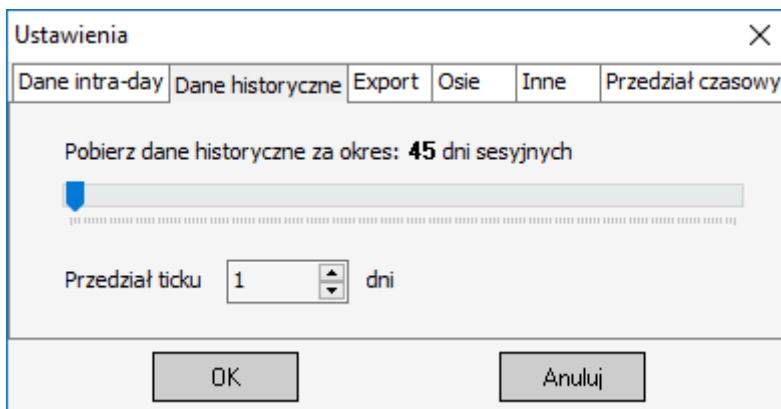 Ustawienia
Dane intra-day Dane historyczne Export Osie Inne Przedział czasowy
Pobierz dane historyczne za okres: 45 dni sesyjnych
Przedział ticku 1 dni
OK Anuluj